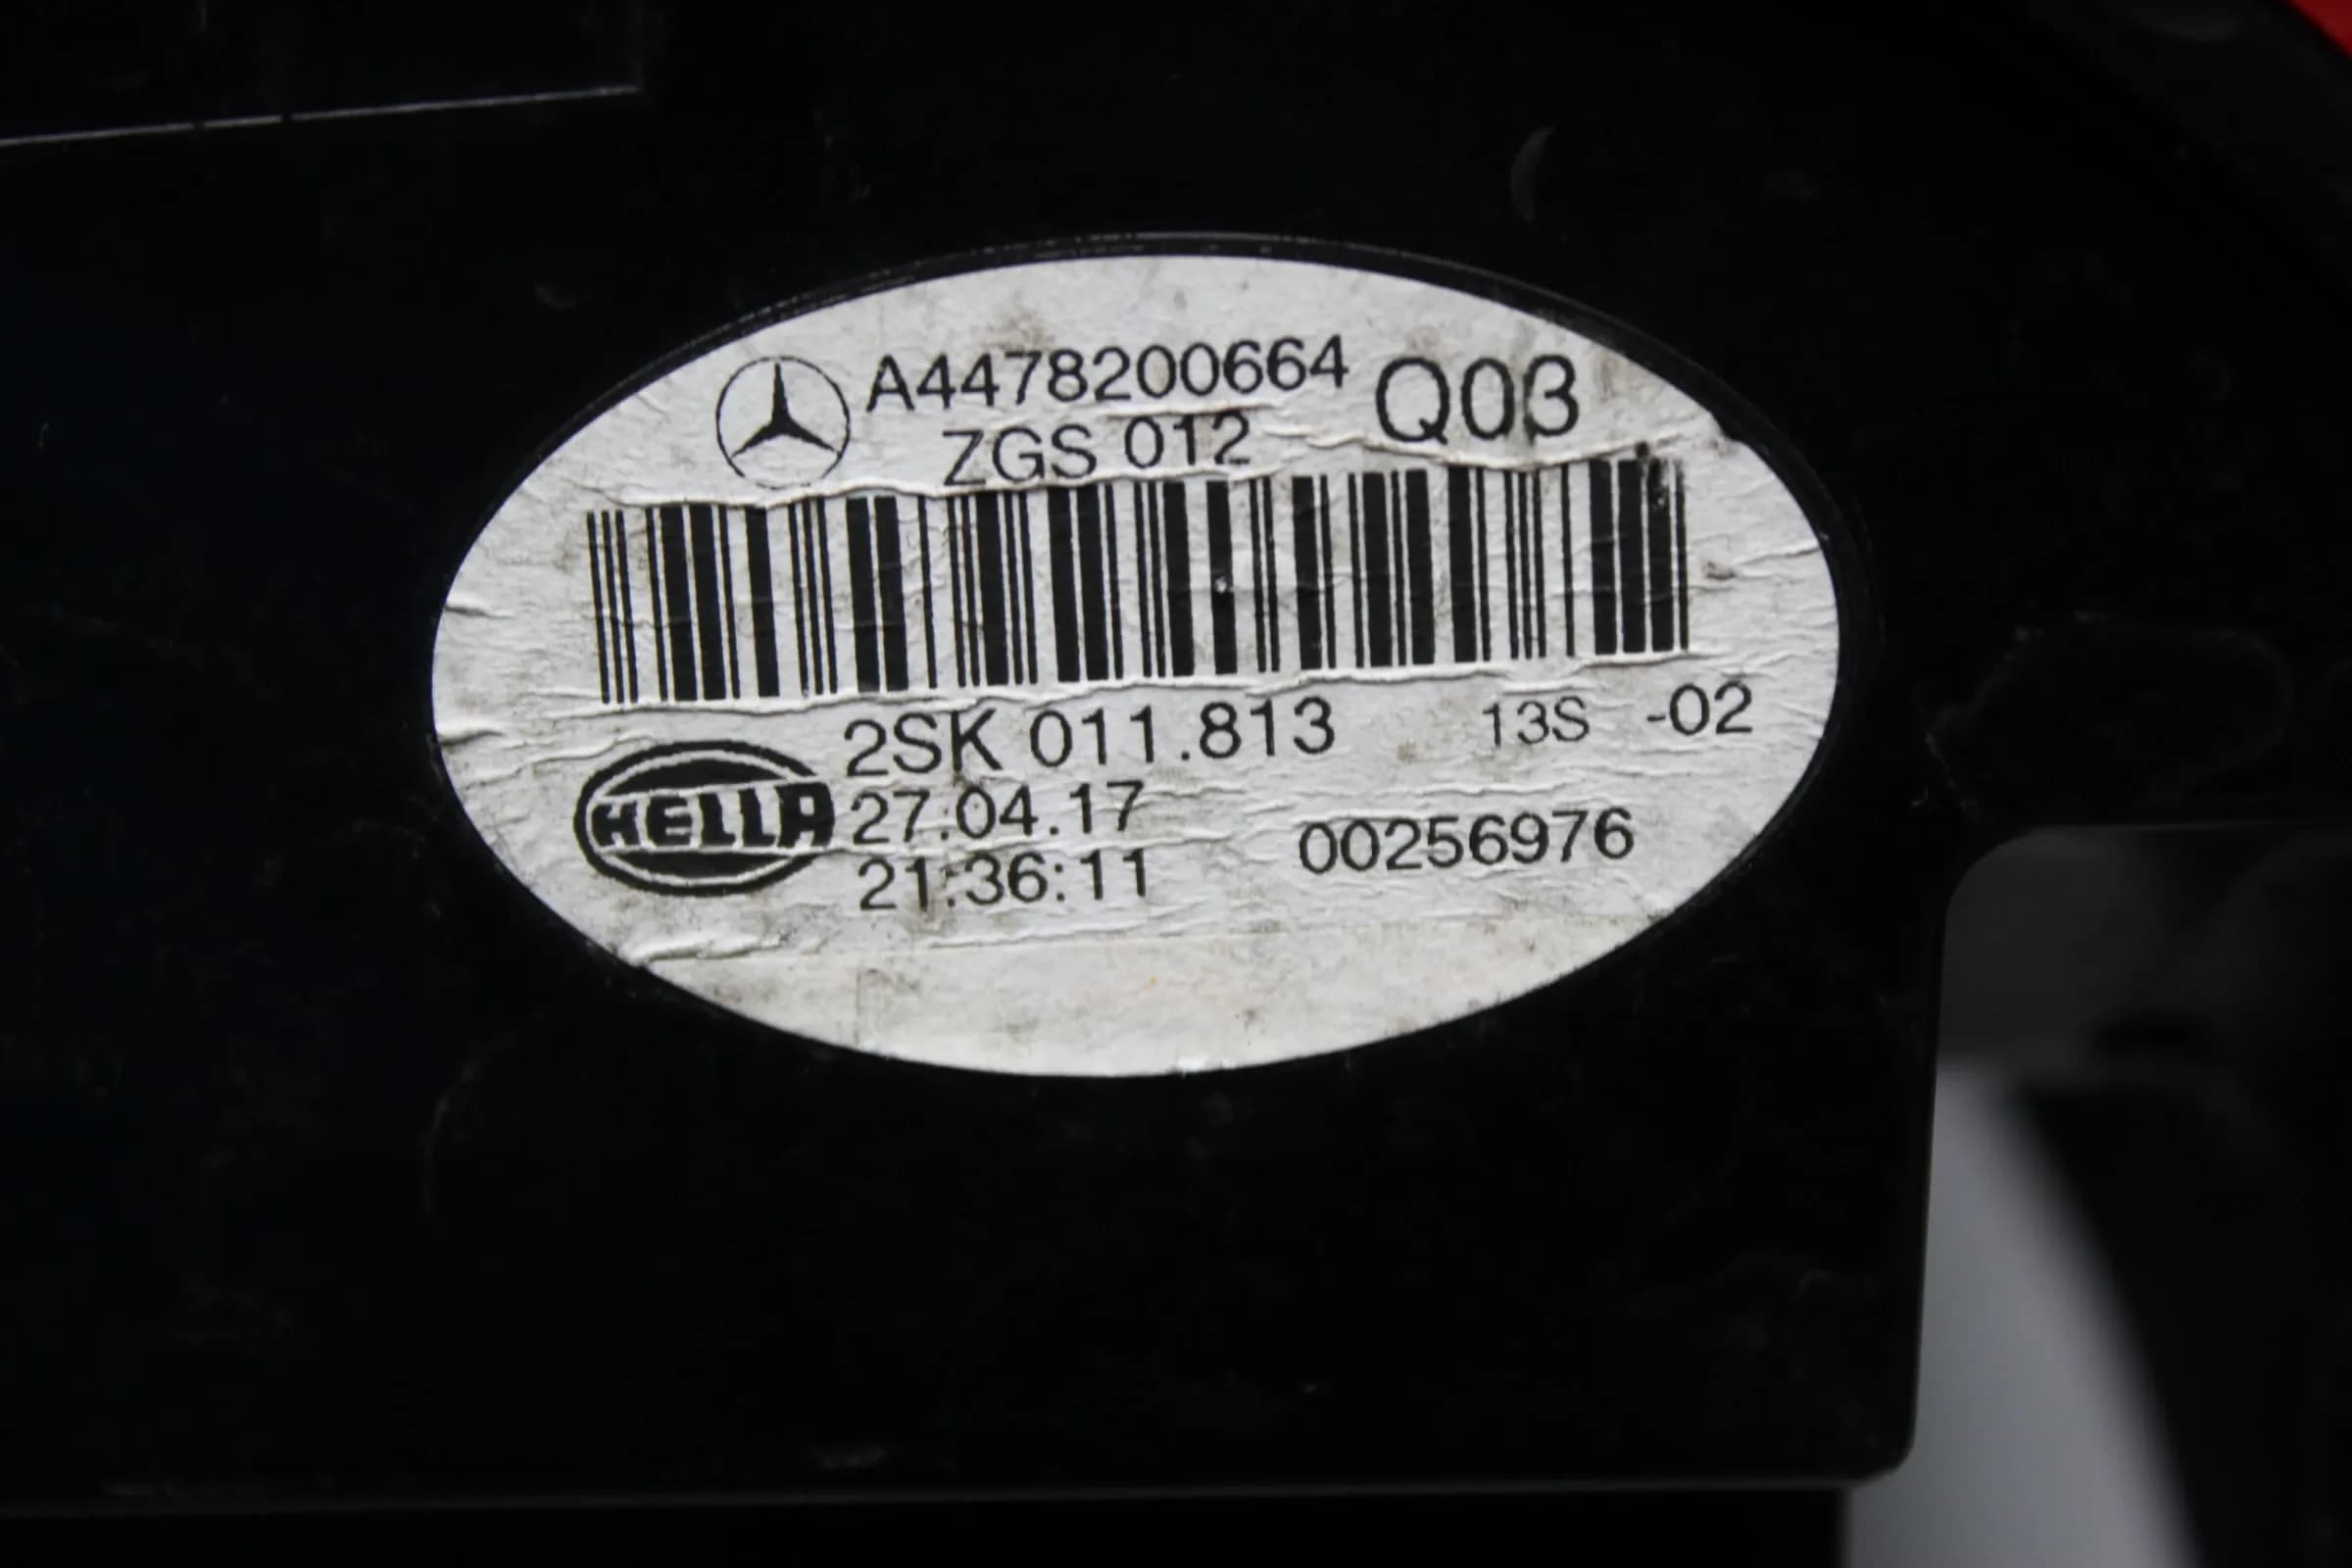 A4478200664 Q03
ZGS 012
2SK 011.813 13S -02
HELLA
27.04.17 00256976
21:36:11